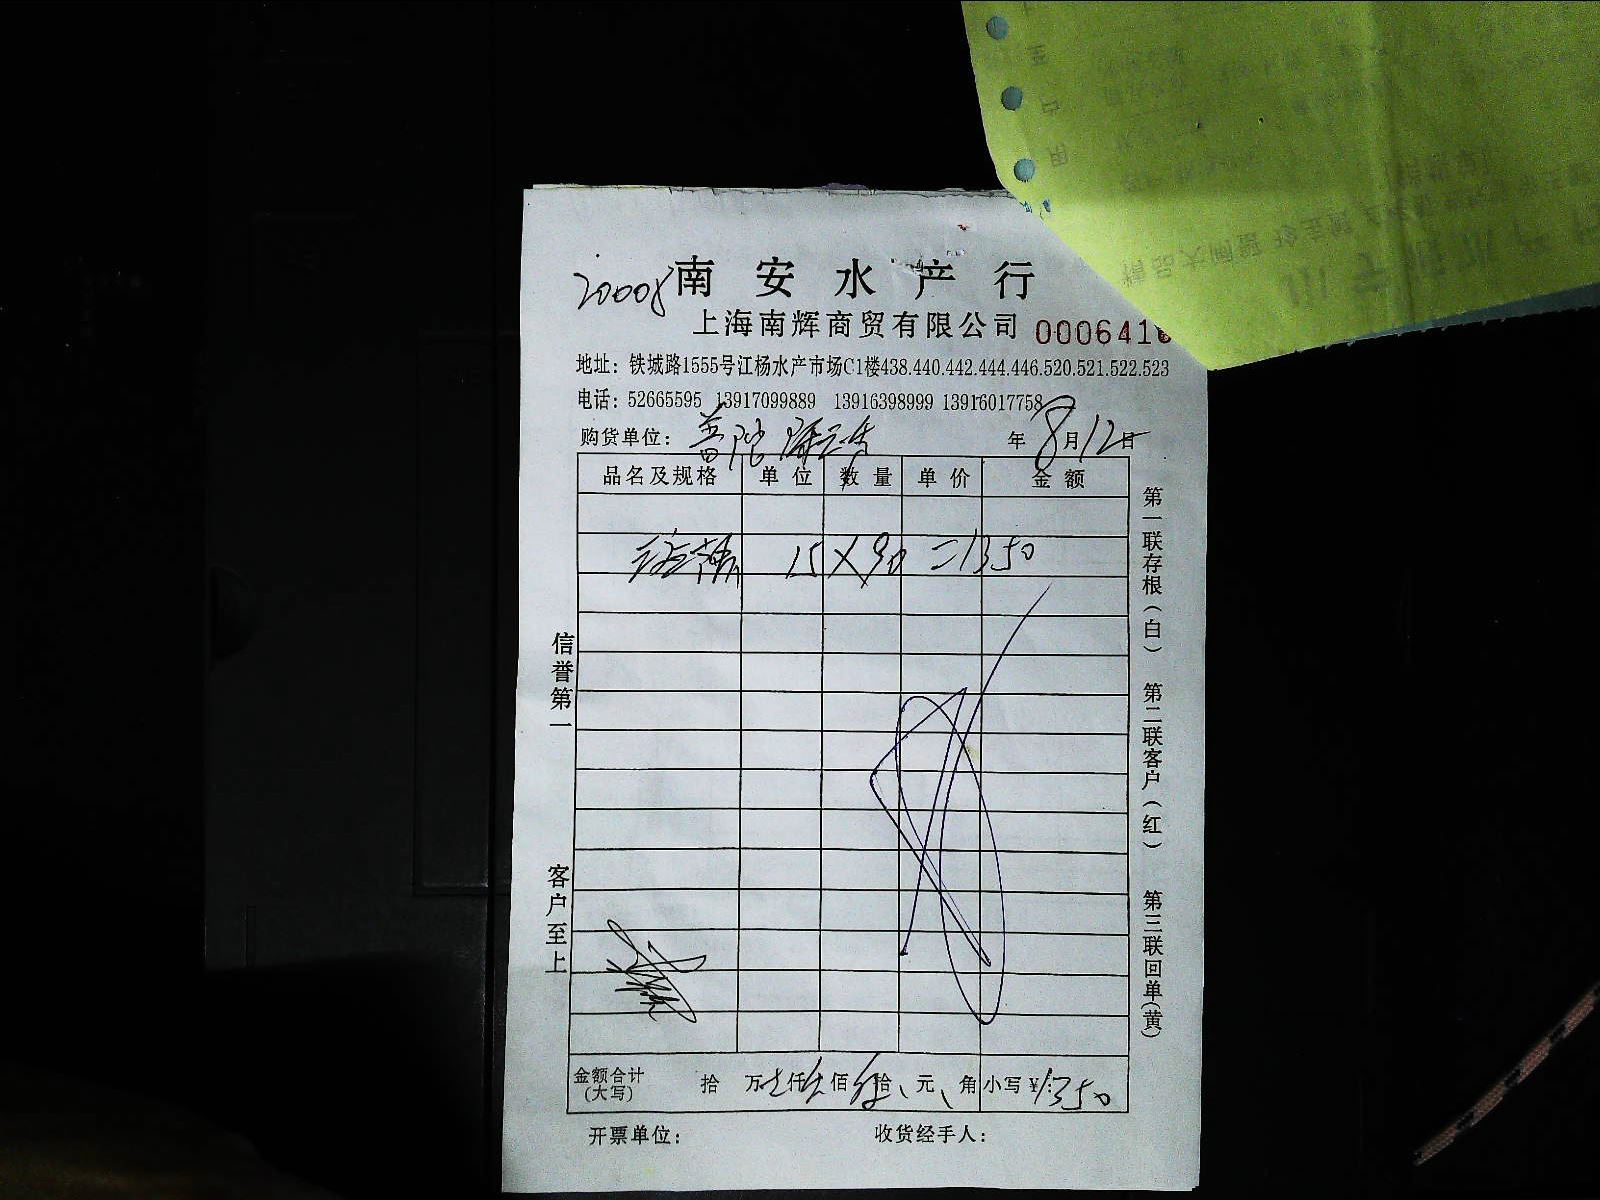 20008
南安水产行
上海南辉商贸有限公司 000641
地址：铁城路1555号江杨水产市场C1楼438.440.442.444.446.520.521.522.523
电话：52665595 13917099889 13916398999 13916017758
购货单位：普陀 年8月12日
品名及规格 单位 数量 单价 金额
15×90=1350
信誉第一
客户至上
第一联存根（白） 第二联客户（红） 第三联回单（黄）
金额合计（大写） 拾 万 仟 佰 拾 元 角 小写￥1350
开票单位： 收货经手人：